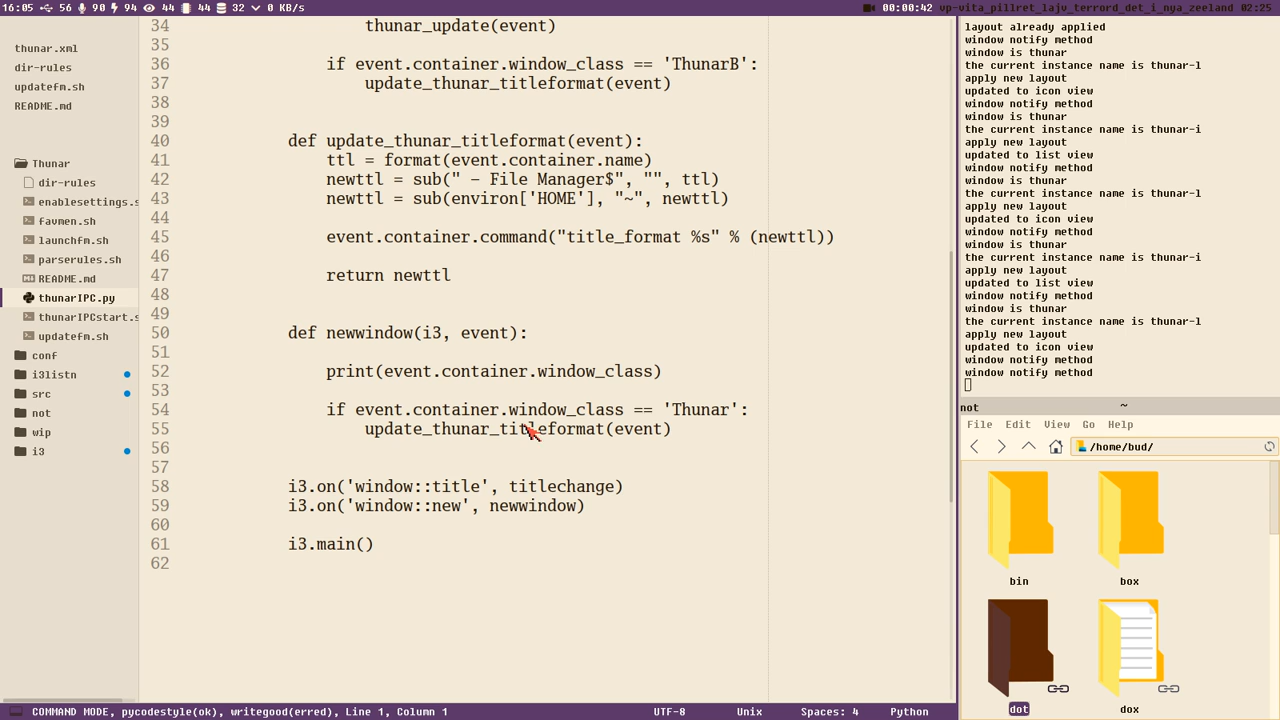 16:05 56 90 94 44 44 32 0 KB/s 00:00:42 vp-vita_pillret_lajv_terrord_det_i_nya_zeeland 02:25
thunar.xml
dir-rules
updatefm.sh
README.md
Thunar
dir-rules
enablesettings.s
favmen.sh
launchfm.sh
parserules.sh
README.md
thunarIPC.py
thunarIPCstart.s
updatefm.sh
conf
i3listn
src
not
wip
i3
34 thunar_update(event)
35
36 if event.container.window_class == 'ThunarB':
37 update_thunar_titleformat(event)
38
39
40 def update_thunar_titleformat(event):
41 ttl = format(event.container.name)
42 newttl = sub(" - File Manager$", "", ttl)
43 newttl = sub(environ['HOME'], "~", newttl)
44
45 event.container.command("title_format %s" % (newttl))
46
47 return newttl
48
49
50 def newwindow(i3, event):
51
52 print(event.container.window_class)
53
54 if event.container.window_class == 'Thunar':
55 update_thunar_titleformat(event)
56
57
58 i3.on('window::title', titlechange)
59 i3.on('window::new', newwindow)
60
61 i3.main()
62
COMMAND MODE, pycodestyle(ok), writegood(erred), Line 1, Column 1 UTF-8 Unix Spaces: 4 Python
layout already applied
window notify method
window is thunar
the current instance name is thunar-l
apply new layout
updated to icon view
window notify method
window is thunar
the current instance name is thunar-i
apply new layout
updated to list view
window notify method
window is thunar
the current instance name is thunar-l
apply new layout
updated to icon view
window notify method
window is thunar
the current instance name is thunar-i
apply new layout
updated to list view
window notify method
window is thunar
the current instance name is thunar-l
apply new layout
updated to icon view
window notify method
window notify method
not ~
File Edit View Go Help
/home/bud/
bin box
dot dox